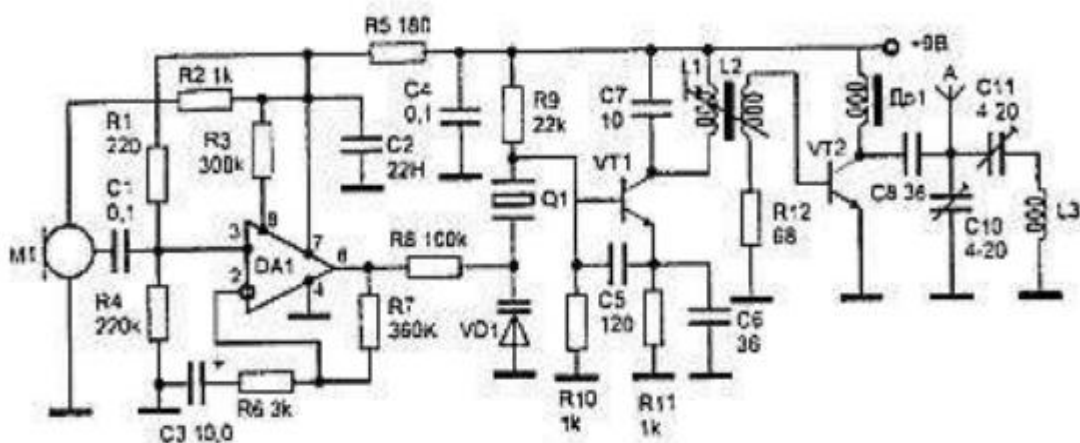 R5 180
+9В
R2 1k
C4
0,1
R9
22k
C7
10
L1 L2
Др1
A
C11
4-20
R1
220
R3
300k
C2
22Н
C1
0,1
VT1
VT2
Q1
M1
3
8
7
DA1
6
2
4
R8 100k
R12
68
C8 36
C10
4-20
L3
R4
220k
R7
360K
VD1
C5
120
C6
36
R6 3k
C3 10,0
R10
1k
R11
1k